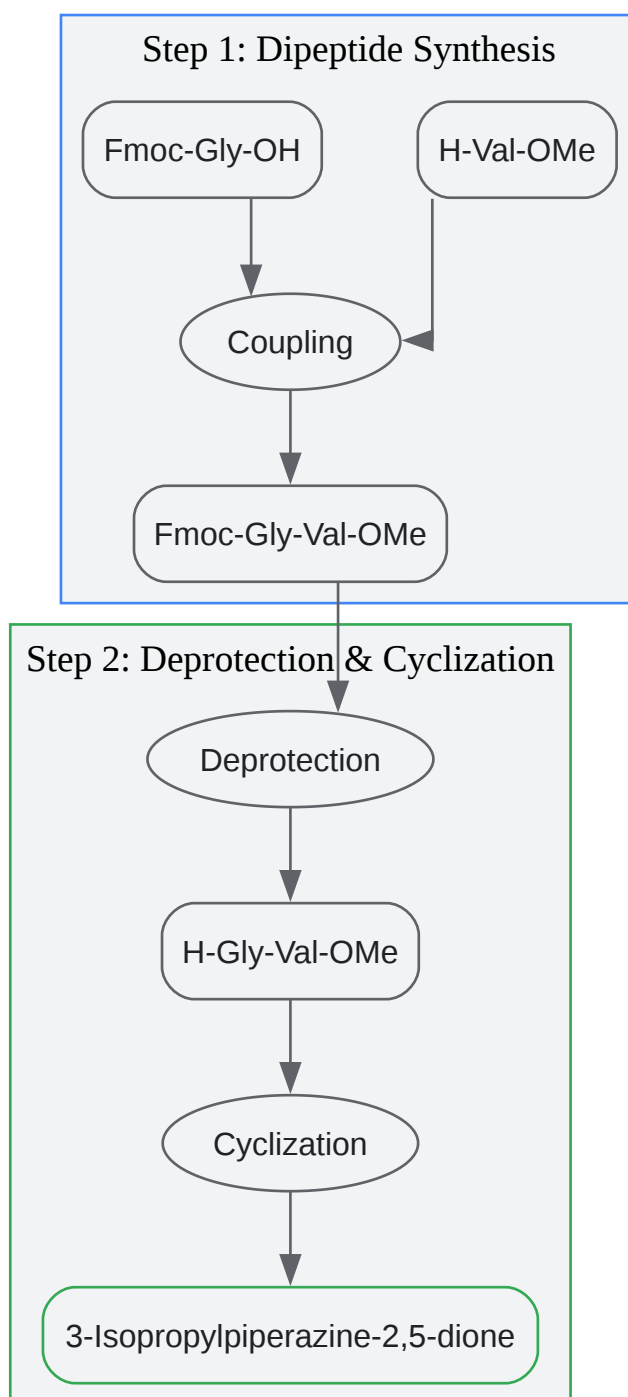 Step 1: Dipeptide Synthesis
Fmoc-Gly-OH
H-Val-OMe
Coupling
Fmoc-Gly-Val-OMe
Step 2: Deprotection & Cyclization
Deprotection
H-Gly-Val-OMe
Cyclization
3-Isopropylpiperazine-2,5-dione